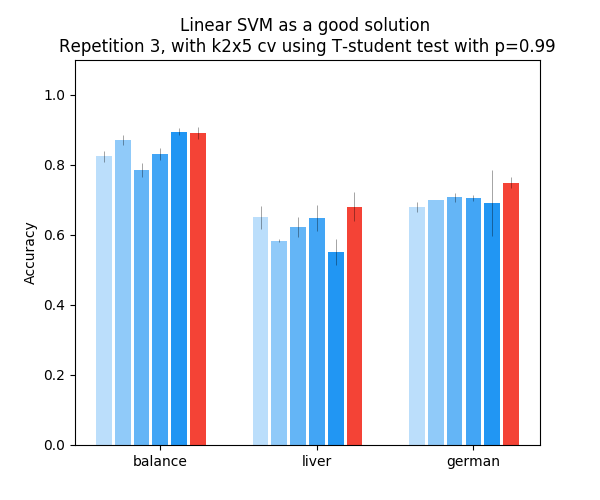 Linear SVM as a good solution
Repetition 3, with k2x5 cv using T-student test with p=0.99
1.0
0.8
0.6
0.4
0.2
0.0
Accuracy
balance
liver
german